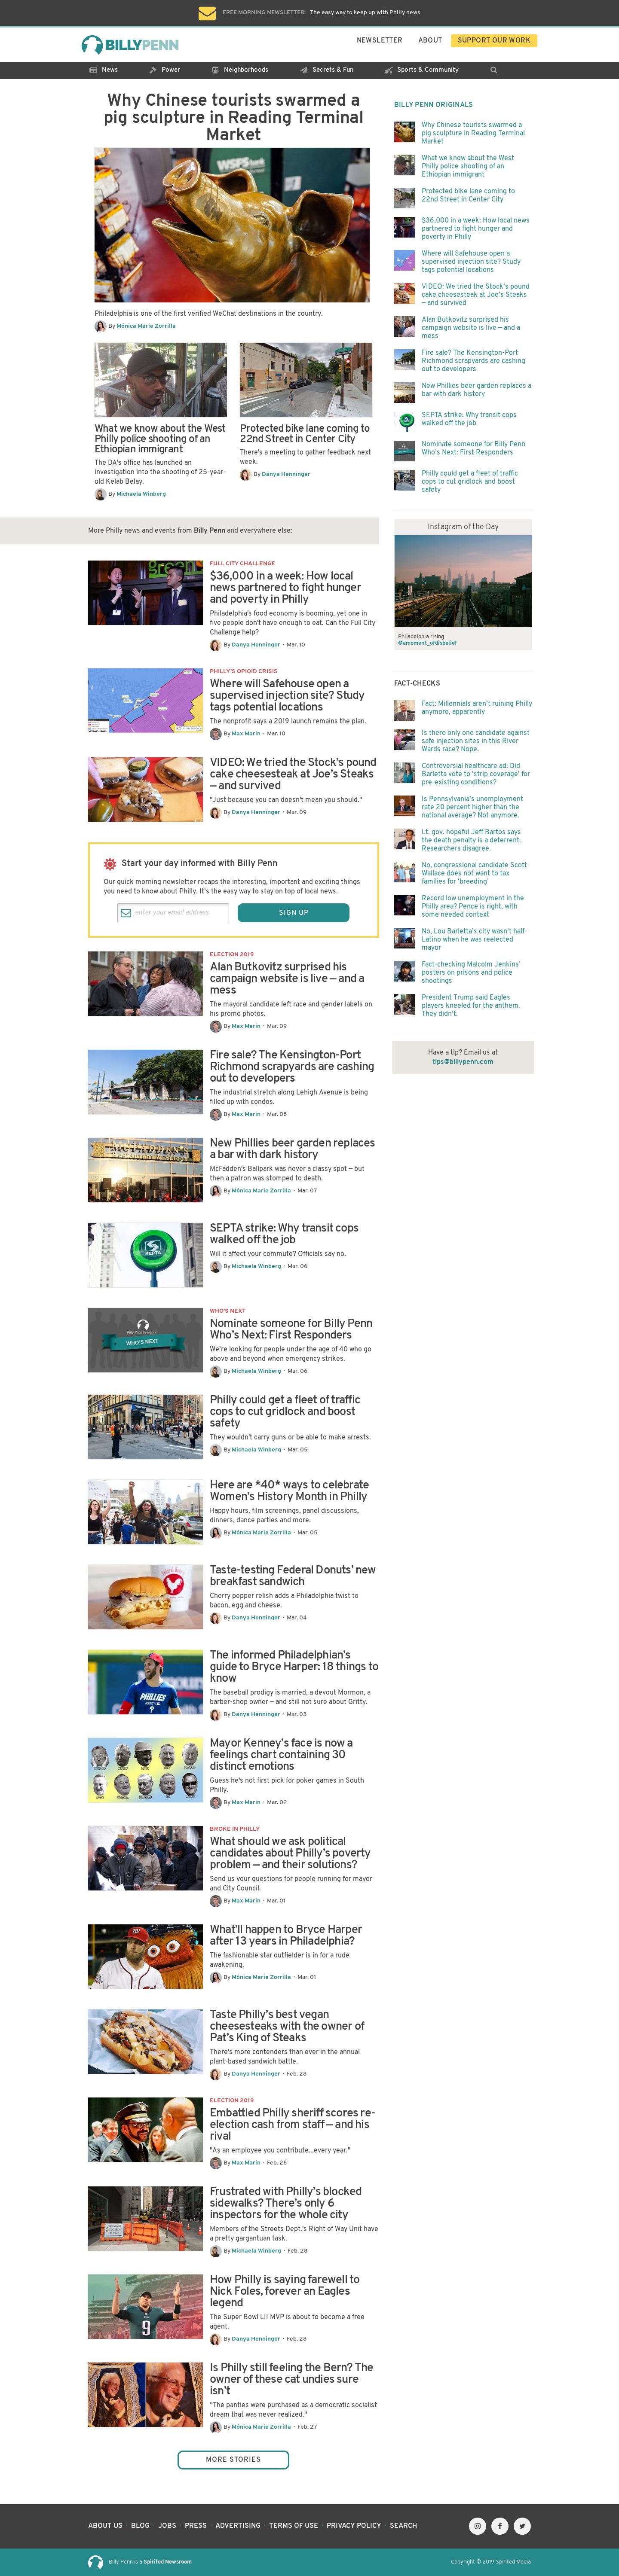 FREE MORNING NEWSLETTER: The easy way to keep up with Philly news
BILLYPENN
NEWSLETTER ABOUT SUPPORT OUR WORK
News Power Neighborhoods Secrets & Fun Sports & Community
Why Chinese tourists swarmed a
pig sculpture in Reading Terminal
Market
Philadelphia is one of the first verified WeChat destinations in the country.
By Mónica Marie Zorrilla
What we know about the West
Philly police shooting of an
Ethiopian immigrant
The DA's office has launched an
investigation into the shooting of 25-year-
old Kelab Belay.
By Michaela Winberg
Protected bike lane coming to
22nd Street in Center City
There's a meeting to gather feedback next
week.
By Danya Henninger
More Philly news and events from Billy Penn and everywhere else:
FULL CITY CHALLENGE
$36,000 in a week: How local
news partnered to fight hunger
and poverty in Philly
Philadelphia's food economy is booming, yet one in
five people don't have enough to eat. Can the Full City
Challenge help?
By Danya Henninger · Mar. 10
PHILLY'S OPIOID CRISIS
Where will Safehouse open a
supervised injection site? Study
tags potential locations
The nonprofit says a 2019 launch remains the plan.
By Max Marin · Mar. 10
VIDEO: We tried the Stock's pound
cake cheesesteak at Joe's Steaks
— and survived
"Just because you can doesn't mean you should."
By Danya Henninger · Mar. 09
Start your day informed with Billy Penn
Our quick morning newsletter recaps the interesting, important and exciting things
you need to know about Philly. It's the easy way to stay on top of local news.
enter your email address
SIGN UP
ELECTION 2019
Alan Butkovitz surprised his
campaign website is live — and a
mess
The mayoral candidate left race and gender labels on
his promo photos.
By Max Marin · Mar. 09
Fire sale? The Kensington-Port
Richmond scrapyards are cashing
out to developers
The industrial stretch along Lehigh Avenue is being
filled up with condos.
By Max Marin · Mar. 08
New Phillies beer garden replaces
a bar with dark history
McFadden's Ballpark was never a classy spot — but
then a patron was stomped to death.
By Mónica Marie Zorrilla · Mar. 07
SEPTA
SEPTA strike: Why transit cops
walked off the job
Will it affect your commute? Officials say no.
By Michaela Winberg · Mar. 06
WHO'S NEXT
WHO'S NEXT
Nominate someone for Billy Penn
Who's Next: First Responders
We're looking for people under the age of 40 who go
above and beyond when emergency strikes.
By Michaela Winberg · Mar. 06
Philly could get a fleet of traffic
cops to cut gridlock and boost
safety
They wouldn't carry guns or be able to make arrests.
By Michaela Winberg · Mar. 05
Here are *40* ways to celebrate
Women's History Month in Philly
Happy hours, film screenings, panel discussions,
dinners, dance parties and more.
By Mónica Marie Zorrilla · Mar. 05
Taste-testing Federal Donuts' new
breakfast sandwich
Cherry pepper relish adds a Philadelphia twist to
bacon, egg and cheese.
By Danya Henninger · Mar. 04
PHILLIES
The informed Philadelphian's
guide to Bryce Harper: 18 things to
know
The baseball prodigy is married, a devout Mormon, a
barber-shop owner — and still not sure about Gritty.
By Danya Henninger · Mar. 03
Mayor Kenney's face is now a
feelings chart containing 30
distinct emotions
Guess he's not first pick for poker games in South
Philly.
By Max Marin · Mar. 02
BROKE IN PHILLY
What should we ask political
candidates about Philly's poverty
problem — and their solutions?
Send us your questions for people running for mayor
and City Council.
By Max Marin · Mar. 01
What'll happen to Bryce Harper
after 13 years in Philadelphia?
The fashionable star outfielder is in for a rude
awakening.
By Mónica Marie Zorrilla · Mar. 01
Taste Philly's best vegan
cheesesteaks with the owner of
Pat's King of Steaks
There's more contenders than ever in the annual
plant-based sandwich battle.
By Danya Henninger · Feb. 28
ELECTION 2019
Embattled Philly sheriff scores re-
election cash from staff — and his
rival
"As an employee you contribute...every year."
By Max Marin · Feb. 28
Frustrated with Philly's blocked
sidewalks? There's only 6
inspectors for the whole city
Members of the Streets Dept.'s Right of Way Unit have
a pretty gargantuan task.
By Michaela Winberg · Feb. 28
How Philly is saying farewell to
Nick Foles, forever an Eagles
legend
The Super Bowl LII MVP is about to become a free
agent.
By Danya Henninger · Feb. 28
Is Philly still feeling the Bern? The
owner of these cat undies sure
isn't
"The panties were purchased as a democratic socialist
dream that was never realized."
By Mónica Marie Zorrilla · Feb. 27
MORE STORIES
BILLY PENN ORIGINALS
Why Chinese tourists swarmed a
pig sculpture in Reading Terminal
Market
What we know about the West
Philly police shooting of an
Ethiopian immigrant
Protected bike lane coming to
22nd Street in Center City
$36,000 in a week: How local news
partnered to fight hunger and
poverty in Philly
Where will Safehouse open a
supervised injection site? Study
tags potential locations
VIDEO: We tried the Stock's pound
cake cheesesteak at Joe's Steaks
— and survived
Alan Butkovitz surprised his
campaign website is live — and a
mess
Fire sale? The Kensington-Port
Richmond scrapyards are cashing
out to developers
New Phillies beer garden replaces a
bar with dark history
SEPTA strike: Why transit cops
walked off the job
Nominate someone for Billy Penn
Who's Next: First Responders
Philly could get a fleet of traffic
cops to cut gridlock and boost
safety
Instagram of the Day
Philadelphia rising
@amoment_ofdisbelief
FACT-CHECKS
Fact: Millennials aren't ruining Philly
anymore, apparently
Is there only one candidate against
safe injection sites in this River
Wards race? Nope.
Controversial healthcare ad: Did
Barletta vote to 'strip coverage' for
pre-existing conditions?
Is Pennsylvania's unemployment
rate 20 percent higher than the
national average? Not anymore.
Lt. gov. hopeful Jeff Bartos says
the death penalty is a deterrent.
Researchers disagree.
No, congressional candidate Scott
Wallace does not want to tax
families for 'breeding'
Record low unemployment in the
Philly area? Pence is right, with
some needed context
No, Lou Barletta's city wasn't half-
Latino when he was reelected
mayor
Fact-checking Malcolm Jenkins'
posters on prisons and police
shootings
President Trump said Eagles
players kneeled for the anthem.
They didn't.
Have a tip? Email us at
tips@billypenn.com
ABOUT US BLOG JOBS PRESS ADVERTISING TERMS OF USE PRIVACY POLICY SEARCH
Billy Penn is a Spirited Newsroom
Copyright © 2019 Spirited Media